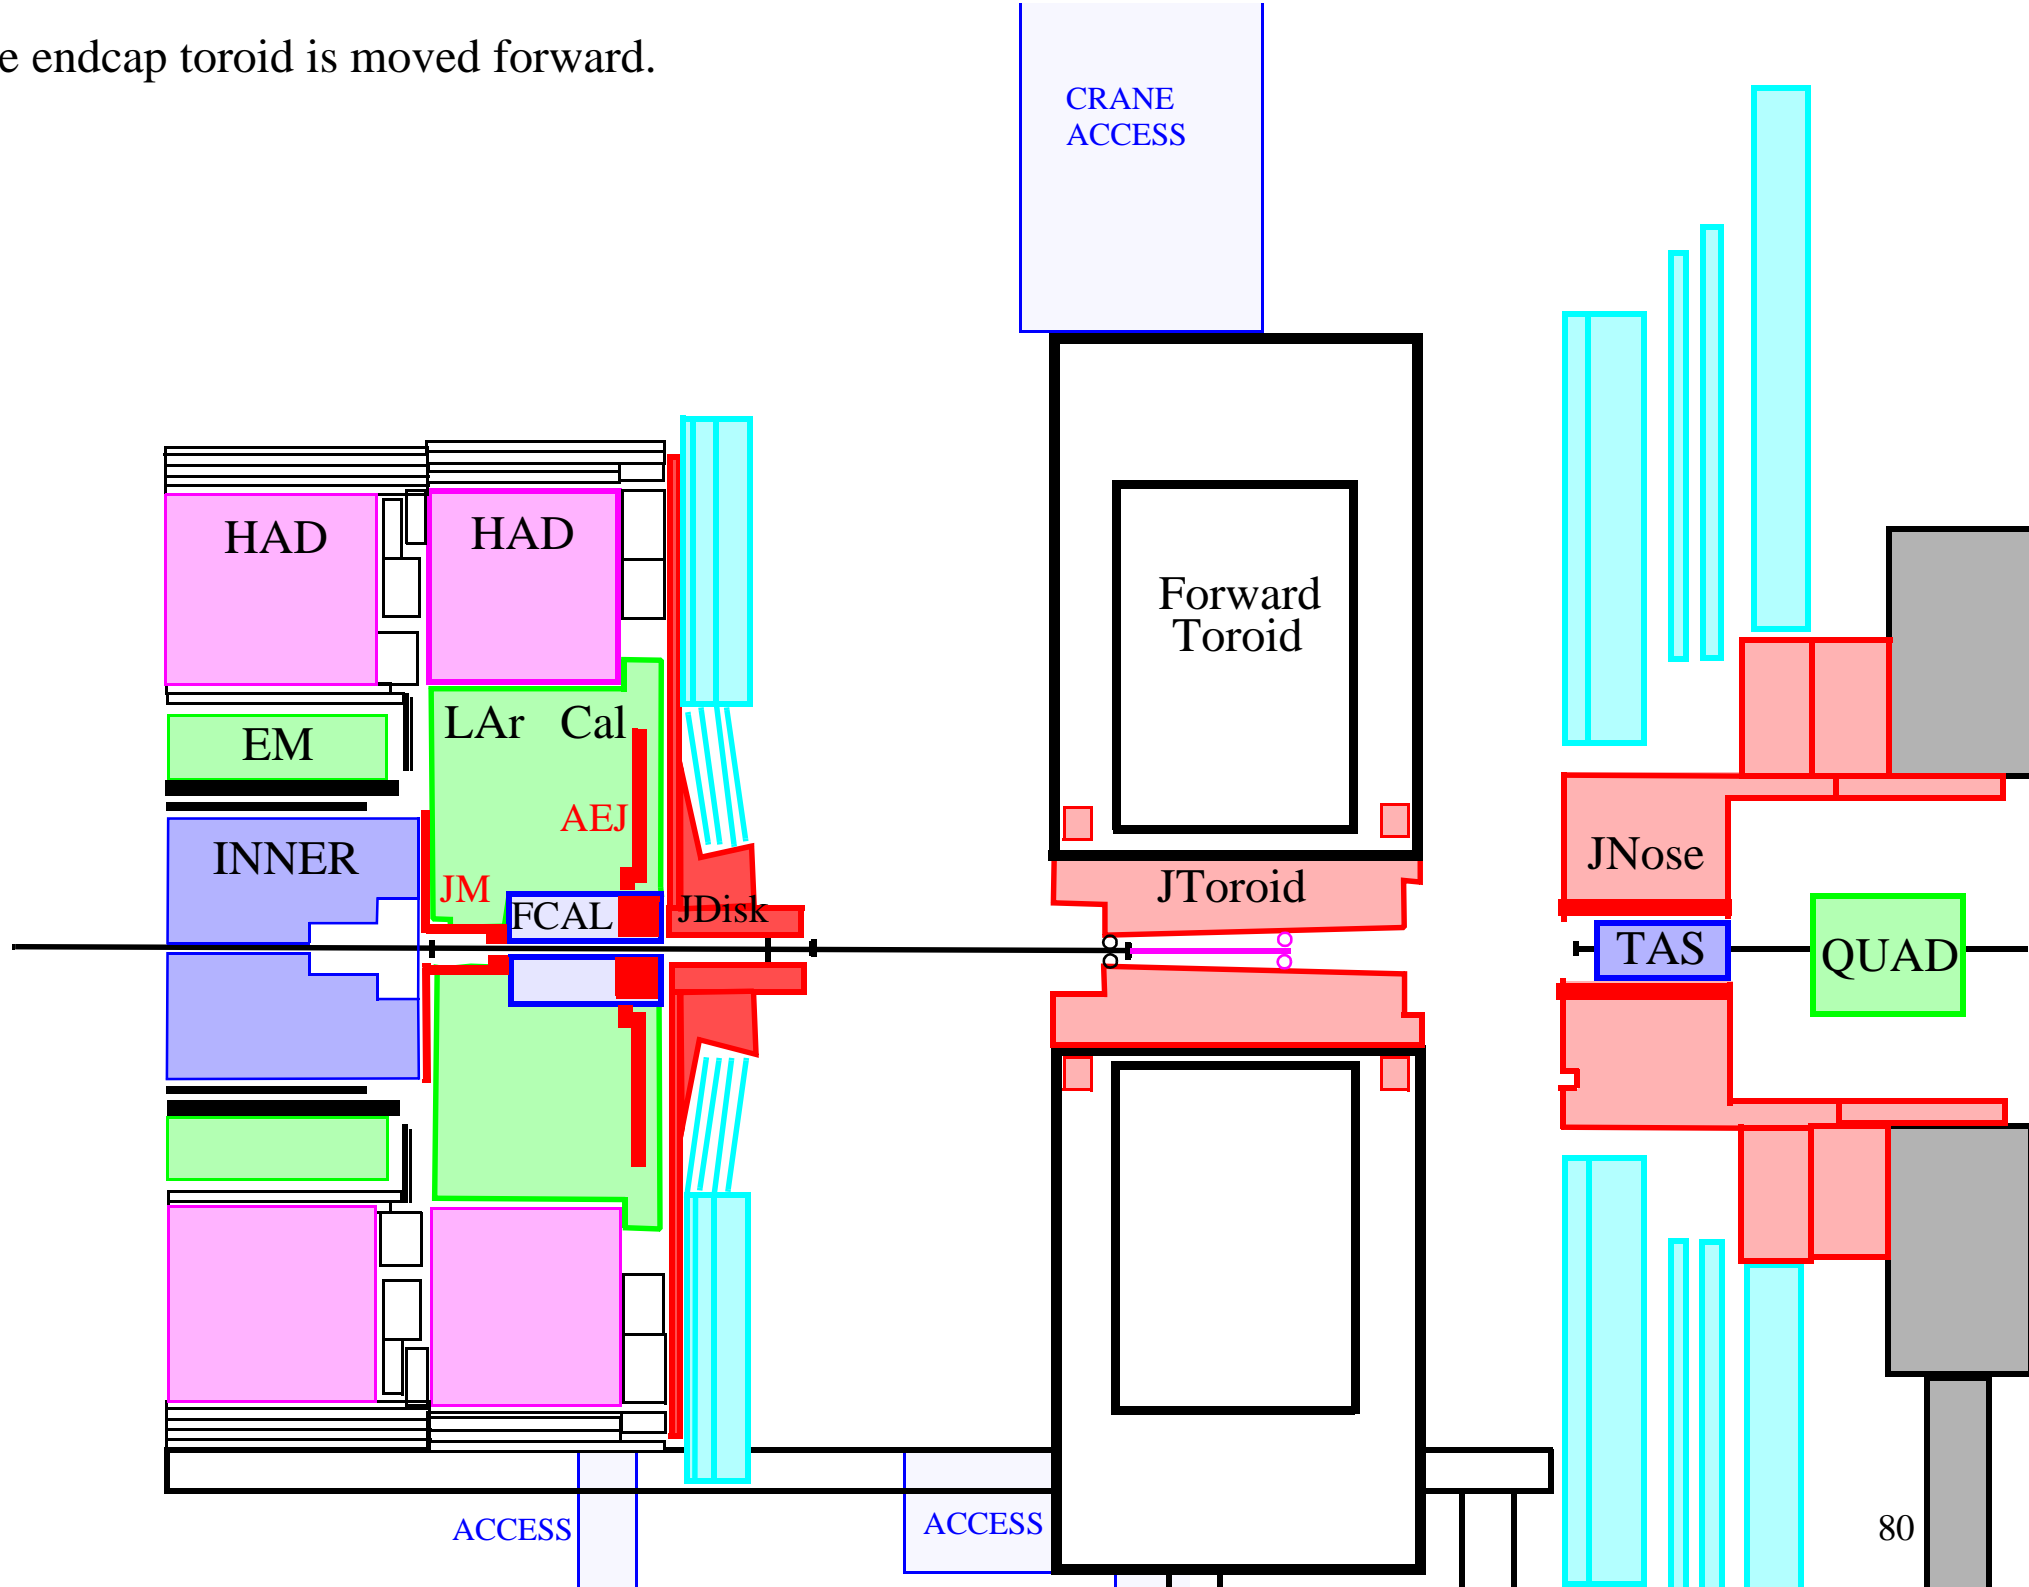 e endcap toroid is moved forward.
CRANE
ACCESS
HAD
HAD
Forward
Toroid
LAr Cal
EM
AEJ
INNER
JNose
JM
JToroid
FCAL
JDisk
TAS
QUAD
ACCESS
ACCESS
80